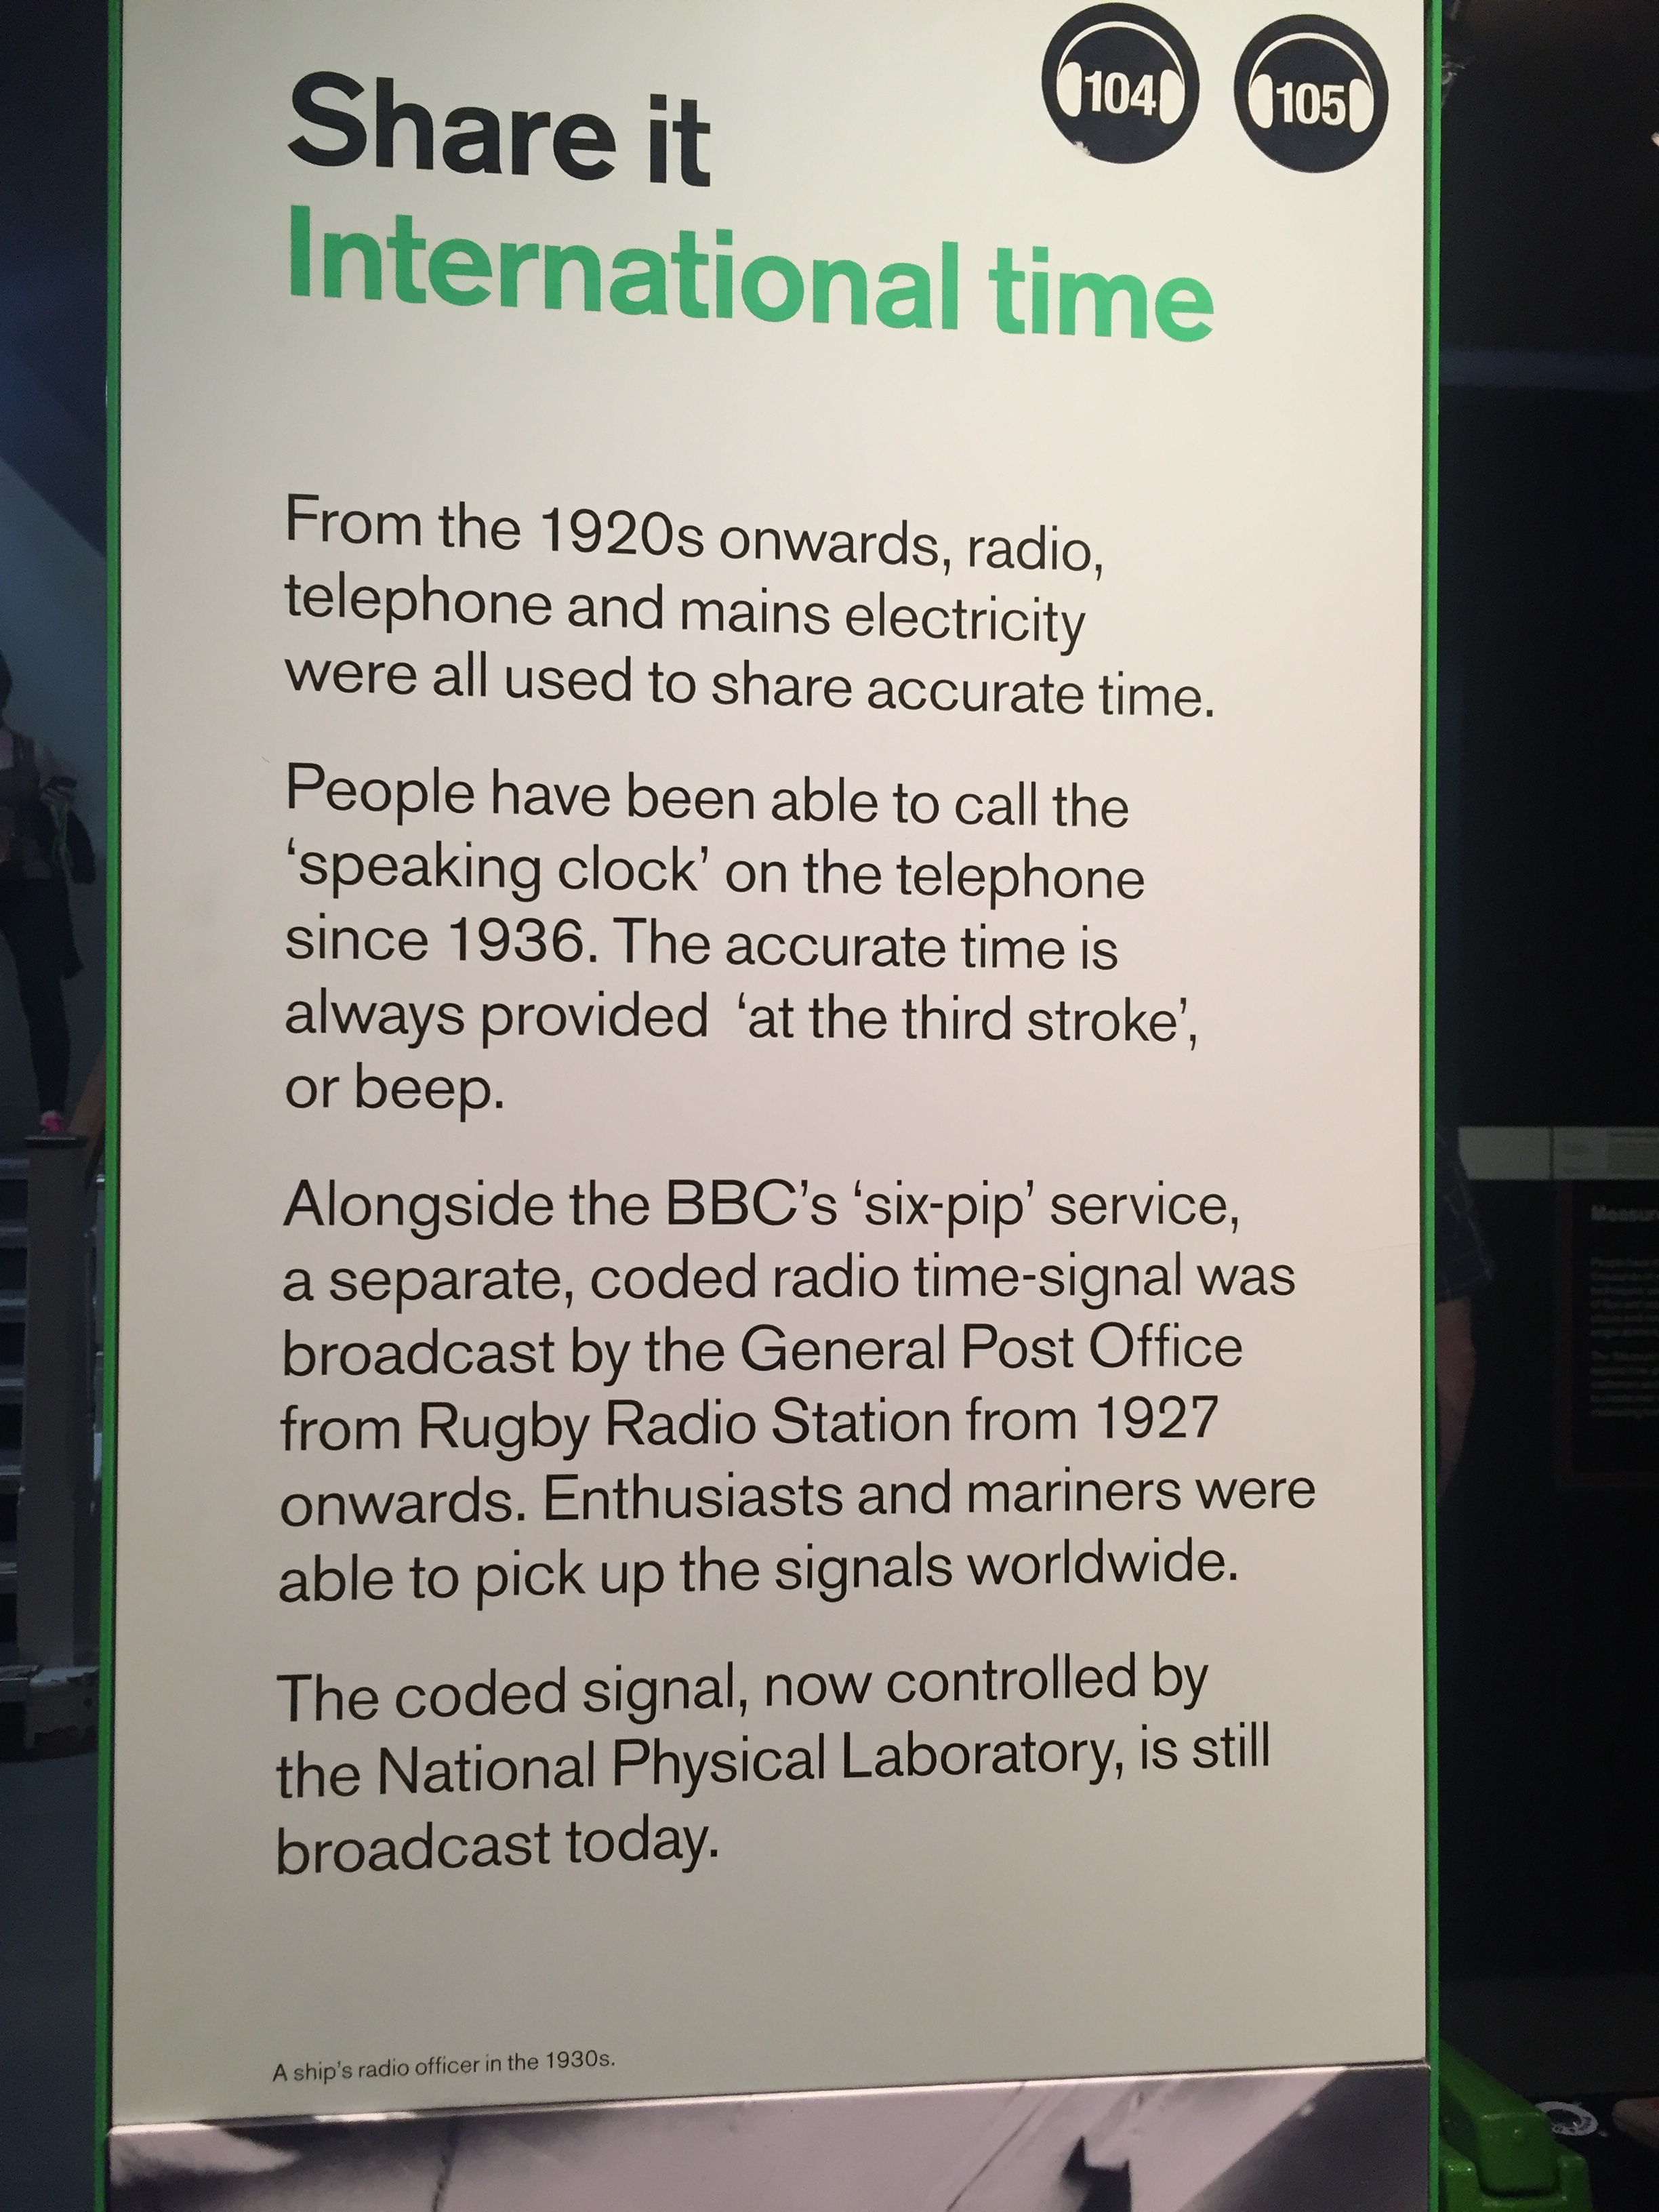 104 105
Share it
International time
From the 1920s onwards, radio,
telephone and mains electricity
were all used to share accurate time.
People have been able to call the
‘speaking clock’ on the telephone
since 1936. The accurate time is
always provided ‘at the third stroke’,
or beep.
Alongside the BBC’s ‘six-pip’ service,
a separate, coded radio time-signal was
broadcast by the General Post Office
from Rugby Radio Station from 1927
onwards. Enthusiasts and mariners were
able to pick up the signals worldwide.
The coded signal, now controlled by
the National Physical Laboratory, is still
broadcast today.
A ship’s radio officer in the 1930s.